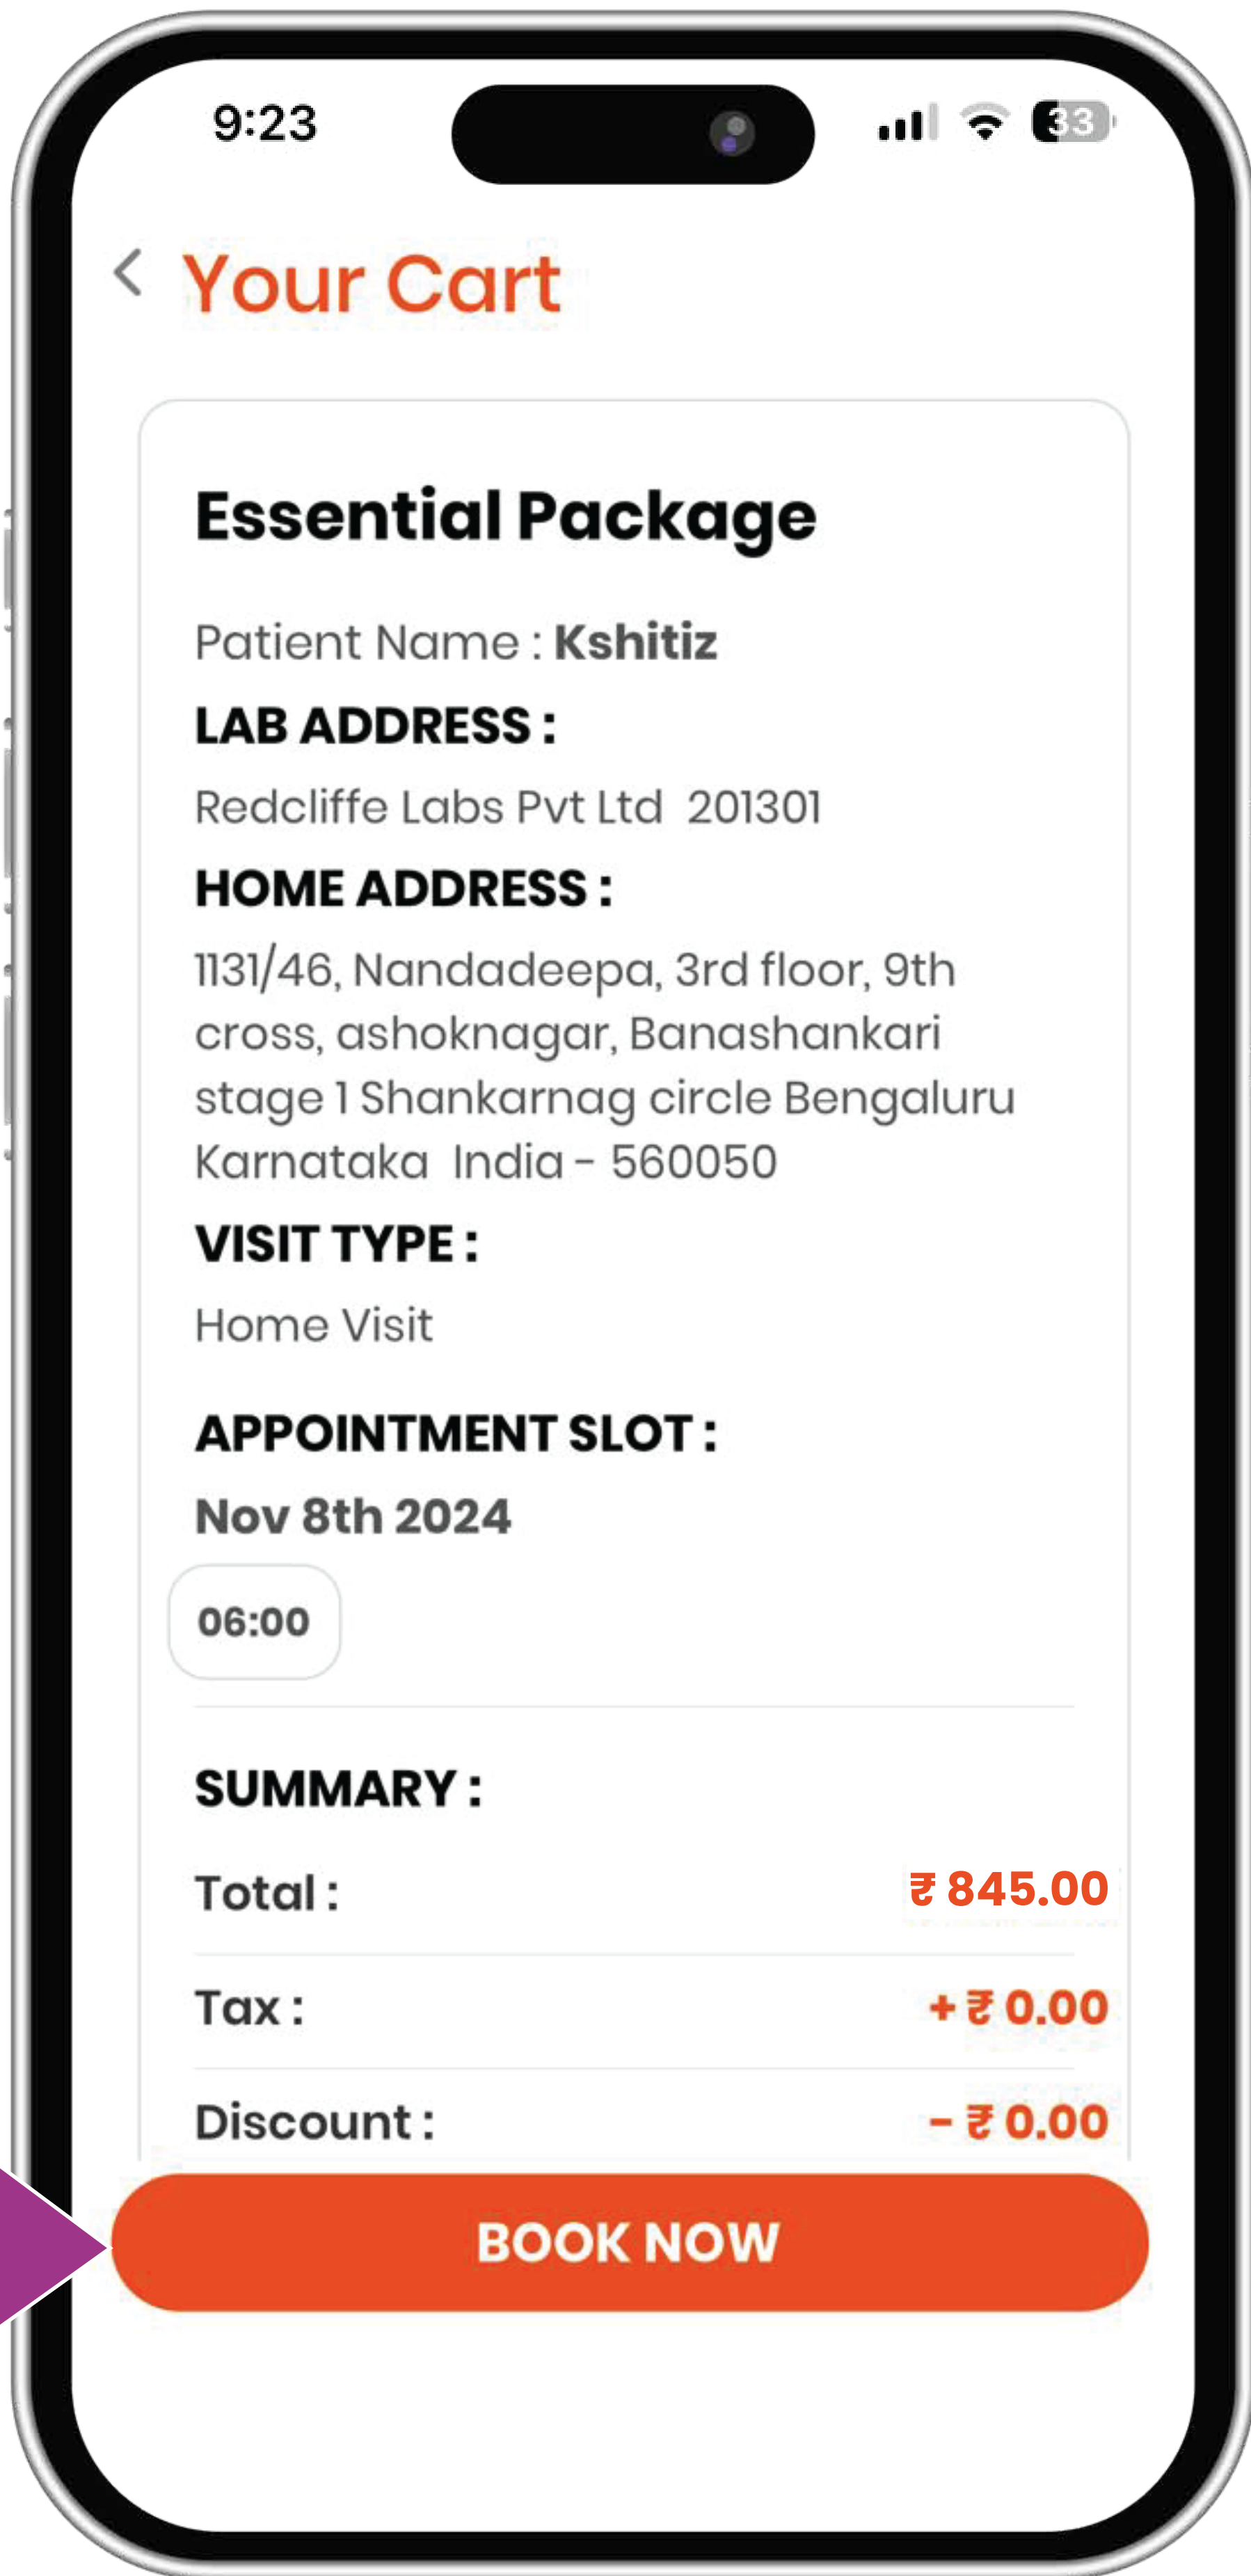 9:23
33
Your Cart
Essential Package
Patient Name : Kshitiz
LAB ADDRESS :
Redcliffe Labs Pvt Ltd 201301
HOME ADDRESS :
1131/46, Nandadeepa, 3rd floor, 9th
cross, ashoknagar, Banashankari
stage 1 Shankarnag circle Bengaluru
Karnataka India - 560050
VISIT TYPE :
Home Visit
APPOINTMENT SLOT :
Nov 8th 2024
06:00
SUMMARY :
Total : ₹ 845.00
Tax : + ₹ 0.00
Discount : - ₹ 0.00
BOOK NOW